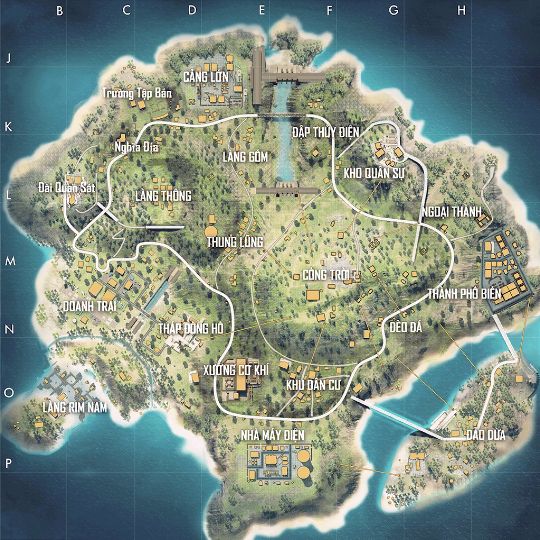 B C D E F G H
J
CẢNG LỚN
Trường Tập Bắn
K
ĐẬP THỦY ĐIỆN
Nghĩa Địa
LÀNG GỐM
KHO QUÂN SỰ
Đài Quan Sát
L
LÀNG THÔNG
NGOẠI THÀNH
THUNG LŨNG
M
CỔNG TRỜI
THÀNH PHỐ BIỂN
DOANH TRẠI
ĐÈO ĐÁ
N
THÁP ĐỒNG HỒ
XƯỞNG CƠ KHÍ
KHU DÂN CƯ
O
LÀNG RIM NAM
NHÀ MÁY ĐIỆN
ĐẢO DỪA
P